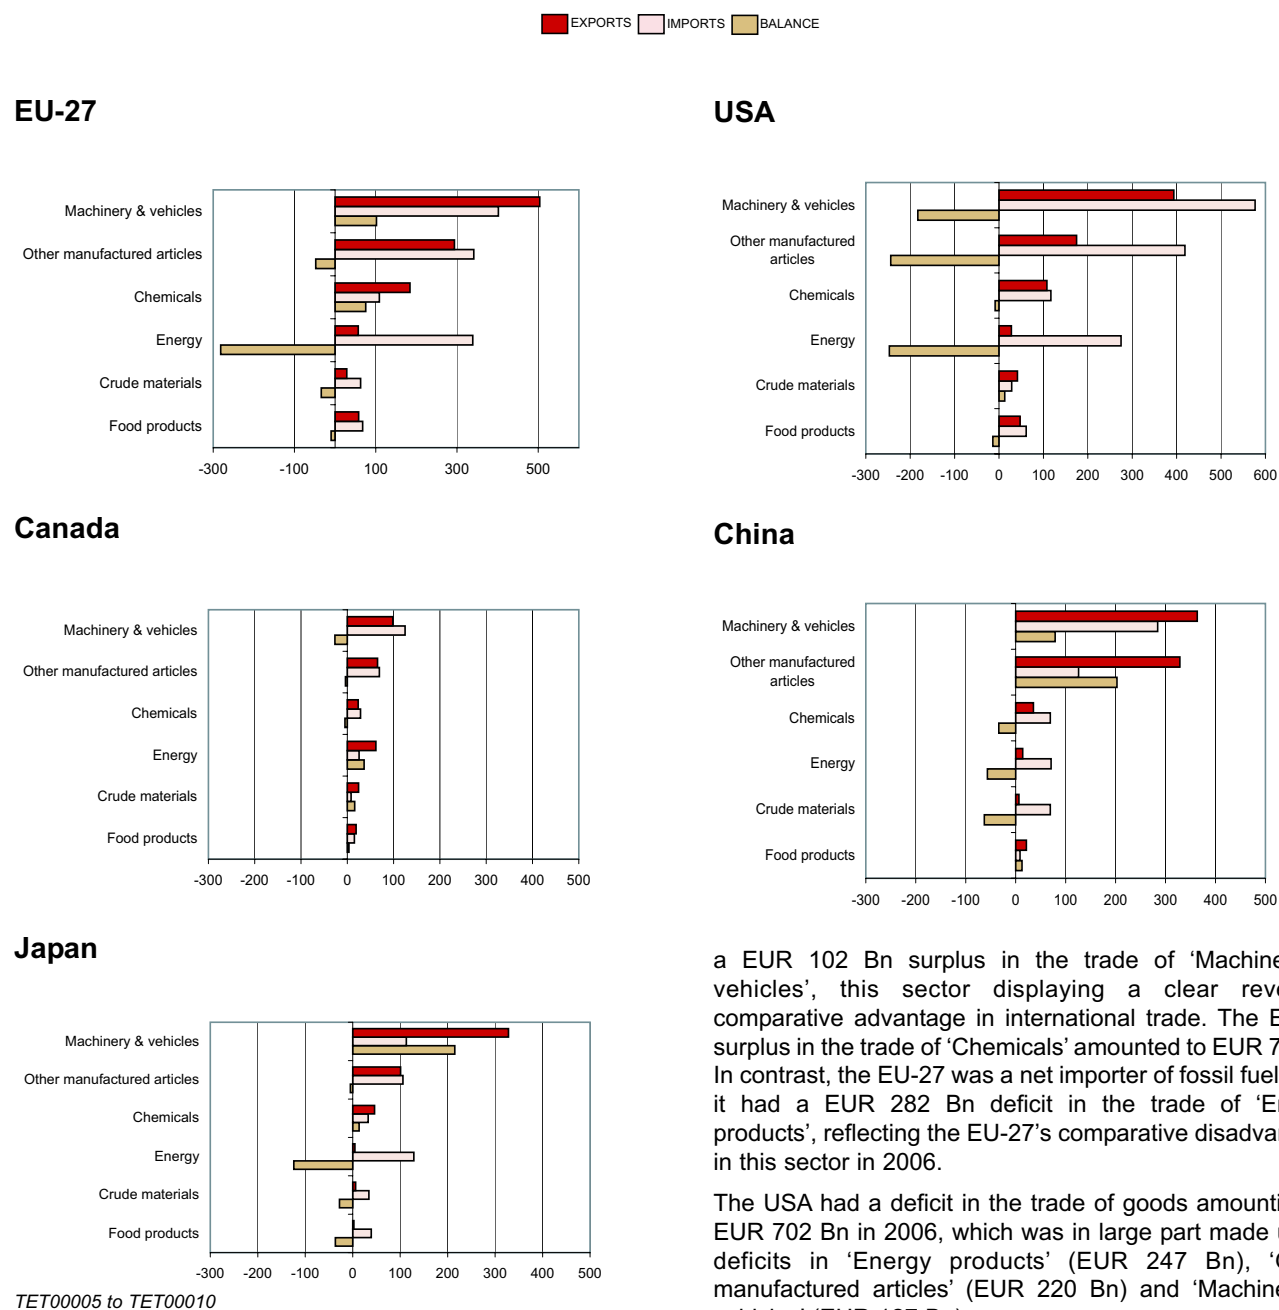 EXPORTS IMPORTS BALANCE
EU-27
Machinery & vehicles
Other manufactured articles
Chemicals
Energy
Crude materials
Food products
-300 -100 100 300 500
USA
Machinery & vehicles
Other manufactured
articles
Chemicals
Energy
Crude materials
Food products
-300 -200 -100 0 100 200 300 400 500 600
Canada
Machinery & vehicles
Other manufactured articles
Chemicals
Energy
Crude materials
Food products
-300 -200 -100 0 100 200 300 400 500
China
Machinery & vehicles
Other manufactured
articles
Chemicals
Energy
Crude materials
Food products
-300 -200 -100 0 100 200 300 400 500
Japan
Machinery & vehicles
Other manufactured articles
Chemicals
Energy
Crude materials
Food products
-300 -200 -100 0 100 200 300 400 500
TET00005 to TET00010
a EUR 102 Bn surplus in the trade of ‘Machine
vehicles’, this sector displaying a clear reve
comparative advantage in international trade. The E
surplus in the trade of ‘Chemicals’ amounted to EUR 7
In contrast, the EU-27 was a net importer of fossil fuel
it had a EUR 282 Bn deficit in the trade of ‘En
products’, reflecting the EU-27’s comparative disadvan
in this sector in 2006.
The USA had a deficit in the trade of goods amounti
EUR 702 Bn in 2006, which was in large part made
deficits in ‘Energy products’ (EUR 247 Bn),
manufactured articles’ (EUR 220 Bn) and ‘Machine